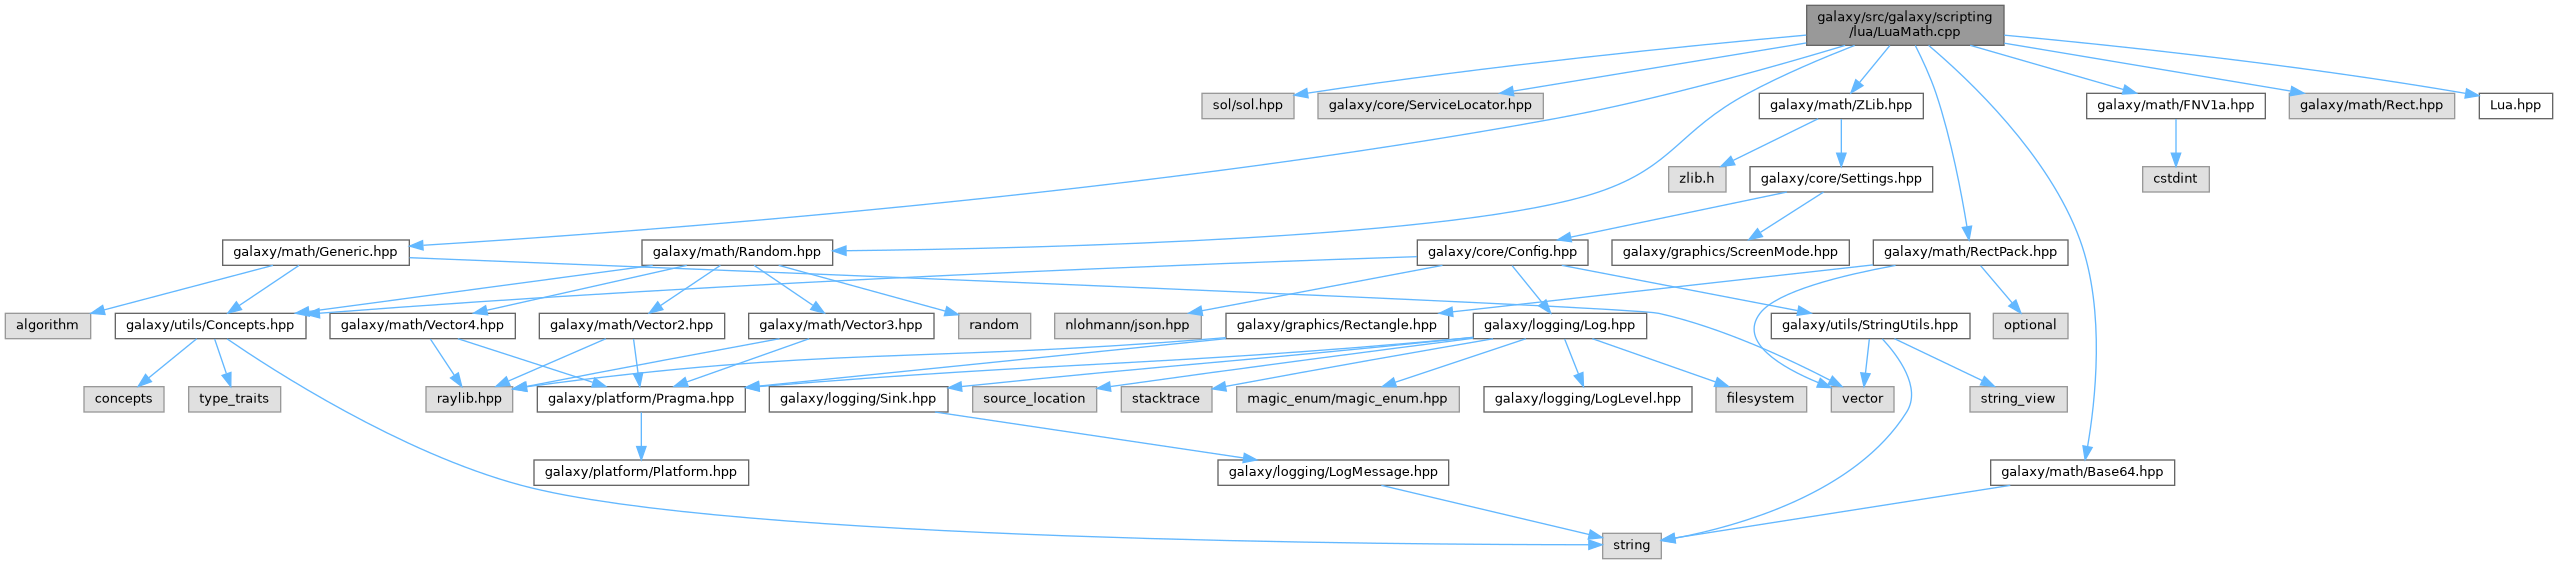 galaxy/src/galaxy/scripting
/lua/LuaMath.cpp
sol/sol.hpp
galaxy/core/ServiceLocator.hpp
galaxy/math/ZLib.hpp
galaxy/math/FNV1a.hpp
galaxy/math/Rect.hpp
Lua.hpp
zlib.h
galaxy/core/Settings.hpp
cstdint
galaxy/math/Generic.hpp
galaxy/math/Random.hpp
galaxy/core/Config.hpp
galaxy/graphics/ScreenMode.hpp
galaxy/math/RectPack.hpp
algorithm
galaxy/utils/Concepts.hpp
galaxy/math/Vector4.hpp
galaxy/math/Vector2.hpp
galaxy/math/Vector3.hpp
random
nlohmann/json.hpp
galaxy/graphics/Rectangle.hpp
galaxy/logging/Log.hpp
galaxy/utils/StringUtils.hpp
optional
concepts
type_traits
raylib.hpp
galaxy/platform/Pragma.hpp
galaxy/logging/Sink.hpp
source_location
stacktrace
magic_enum/magic_enum.hpp
galaxy/logging/LogLevel.hpp
filesystem
vector
string_view
galaxy/platform/Platform.hpp
galaxy/logging/LogMessage.hpp
galaxy/math/Base64.hpp
string